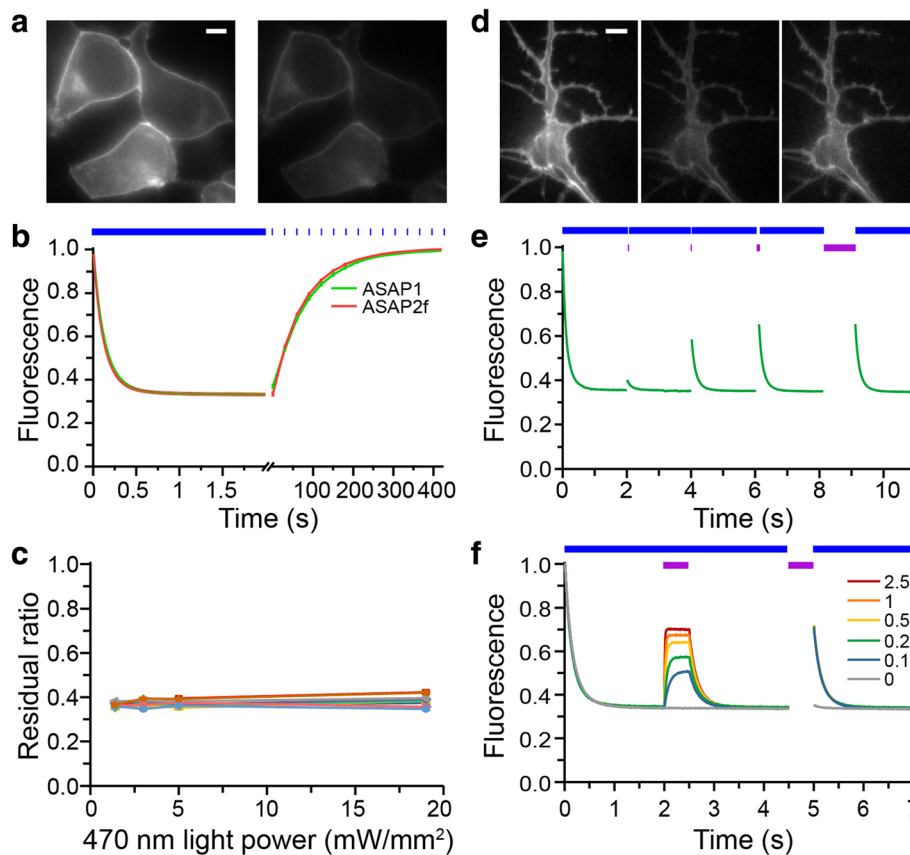 a
d
b
1.0
0.8
0.6
0.4
0.2
0.0
Fluorescence
ASAP1
ASAP2f
0 0.5 1 1.5 100 200 300 400
Time (s)
e
1.0
0.8
0.6
0.4
0.2
0.0
Fluorescence
0 2 4 6 8 10
Time (s)
c
1.0
0.8
0.6
0.4
0.2
0.0
Residual ratio
0 5 10 15 20
470 nm light power (mW/mm²)
f
1.0
0.8
0.6
0.4
0.2
0.0
Fluorescence
2.5
1
0.5
0.2
0.1
0
0 1 2 3 4 5 6 7
Time (s)